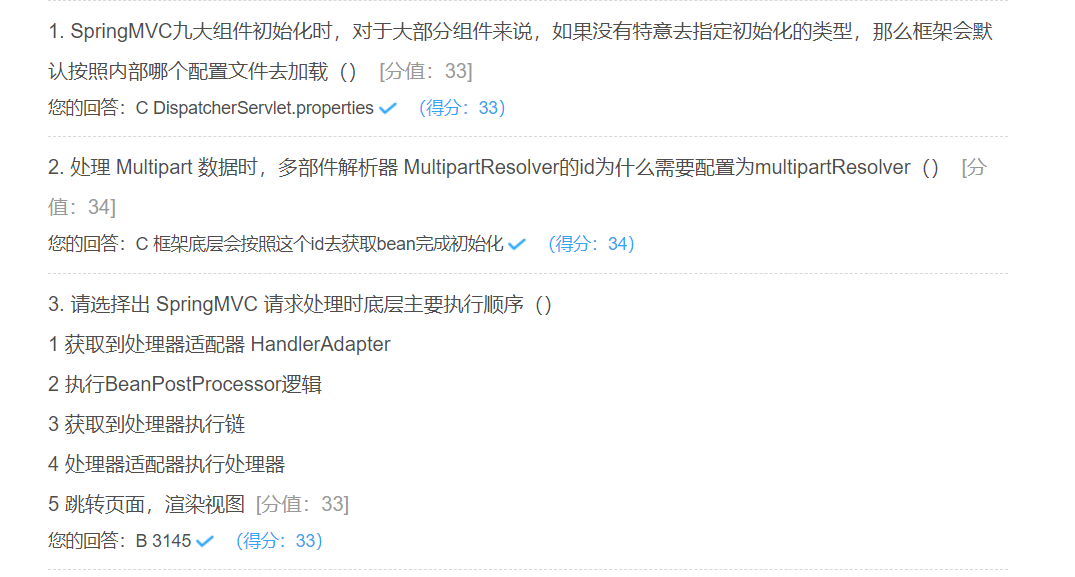 1. SpringMVC九大组件初始化时，对于大部分组件来说，如果没有特意去指定初始化的类型，那么框架会默
认按照内部哪个配置文件去加载（） [分值：33]
您的回答：C DispatcherServlet.properties （得分：33）
2. 处理 Multipart 数据时，多部件解析器 MultipartResolver的id为什么需要配置为multipartResolver（） [分
值：34]
您的回答：C 框架底层会按照这个id去获取bean完成初始化 （得分：34）
3. 请选择出 SpringMVC 请求处理时底层主要执行顺序（）
1 获取到处理器适配器 HandlerAdapter
2 执行BeanPostProcessor逻辑
3 获取到处理器执行链
4 处理器适配器执行处理器
5 跳转页面，渲染视图 [分值：33]
您的回答：B 3145 （得分：33）